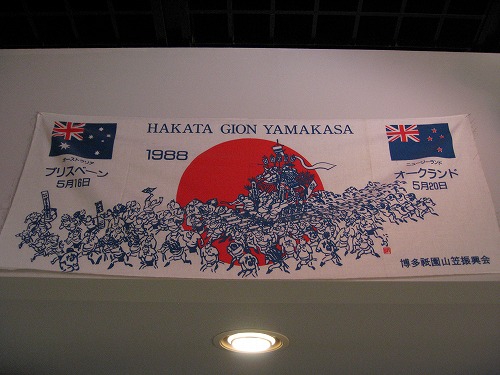 HAKATA GION YAMAKASA
1988
オーストラリア
ブリスベーン
5月16日
ニュージーランド
オークランド
5月20日
博多祇園山笠振興会